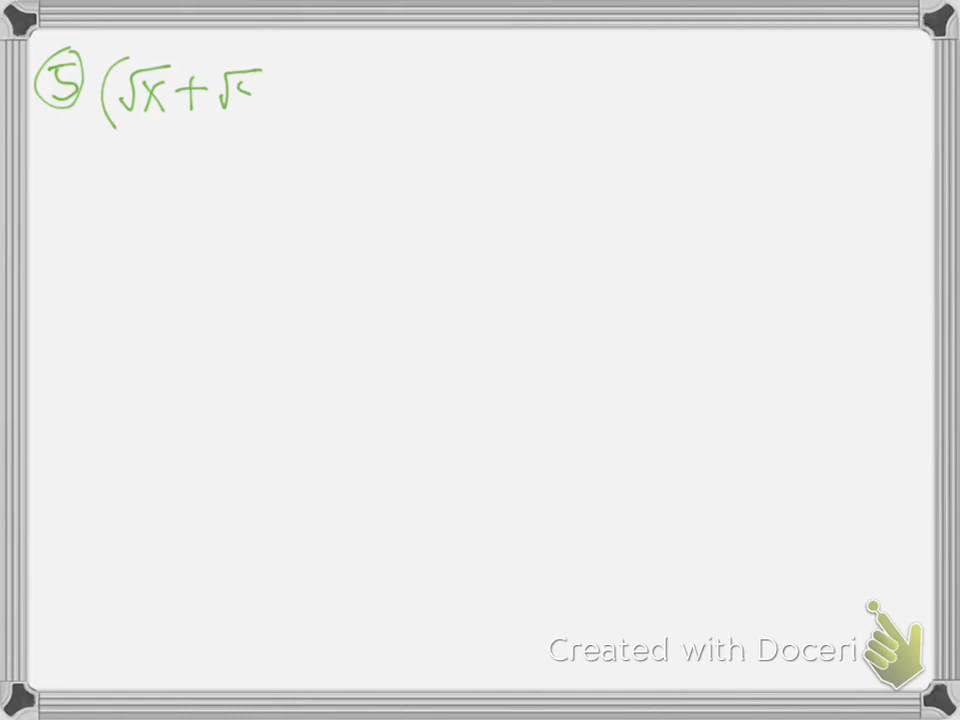 ⑤ (√x + √
Created with Doceri